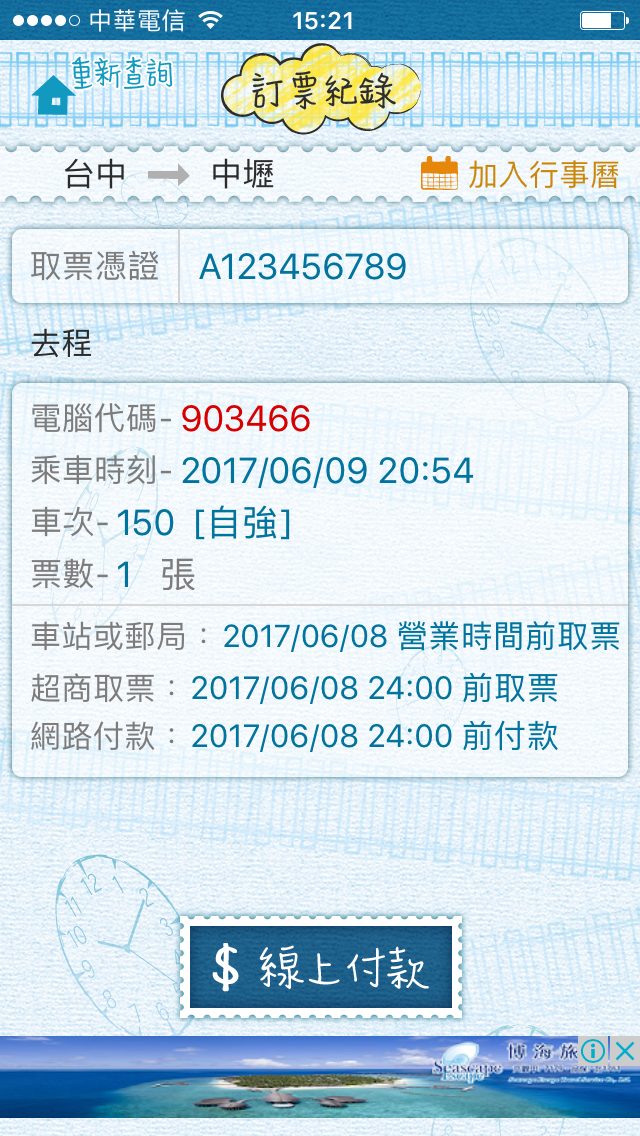 中華電信 15:21
重新查詢
訂票紀錄
台中 中壢 加入行事曆
取票憑證 A123456789
去程
電腦代碼- 903466
乘車時刻- 2017/06/09 20:54
車次- 150 [自強]
票數- 1 張
車站或郵局： 2017/06/08 營業時間前取票
超商取票： 2017/06/08 24:00 前取票
網路付款： 2017/06/08 24:00 前付款
$ 線上付款
博海旅
Seascape